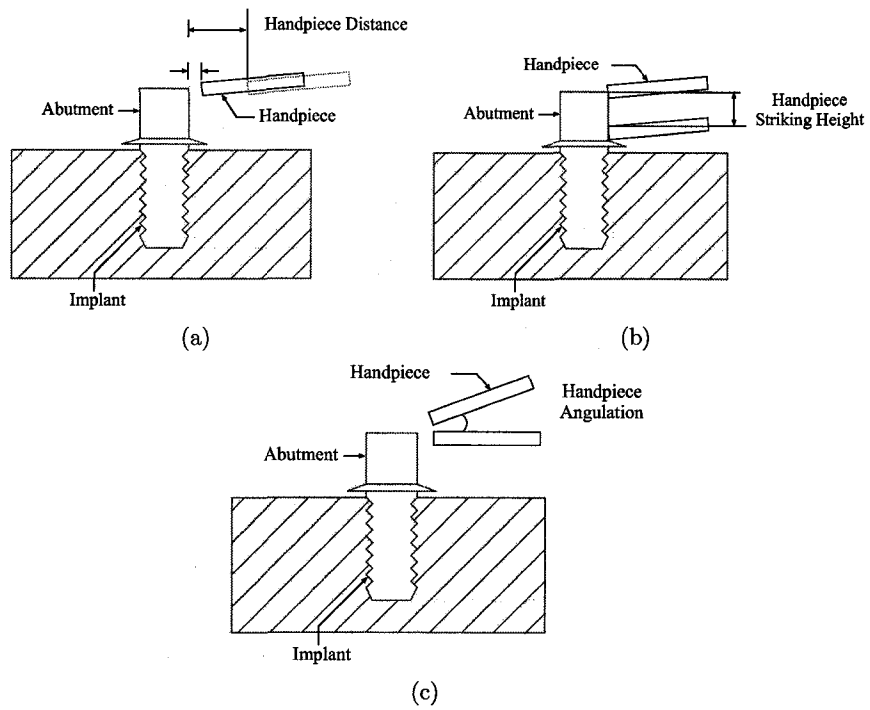 Handpiece Distance
Abutment
Handpiece
Implant
(a)
Handpiece
Abutment
Handpiece
Striking Height
Implant
(b)
Handpiece
Handpiece
Angulation
Abutment
Implant
(c)